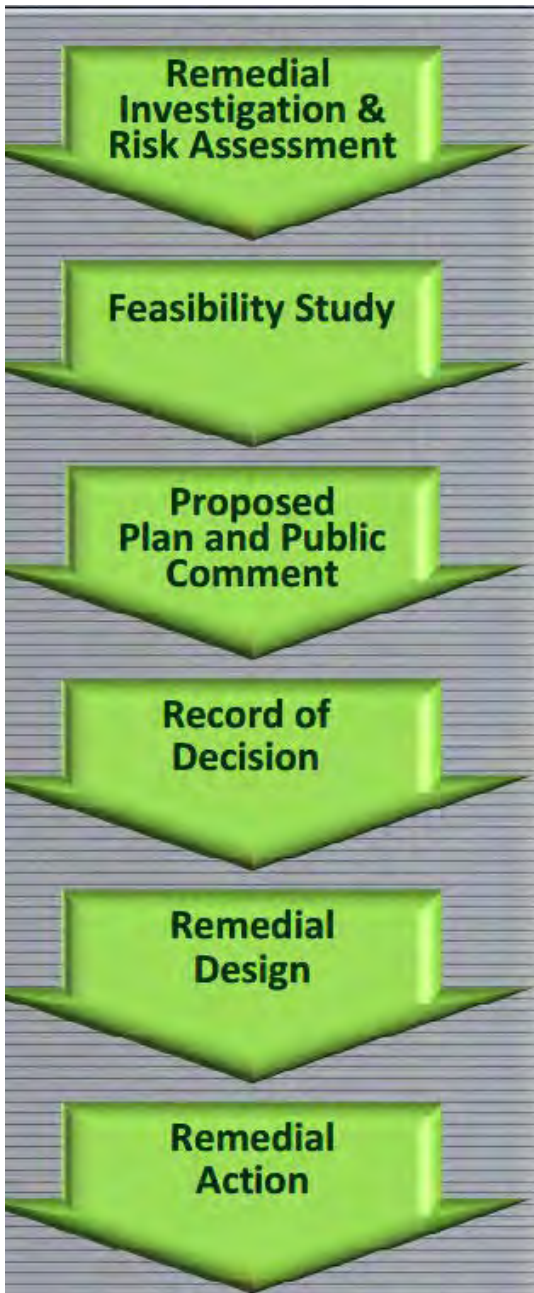 Remedial
Investigation &
Risk Assessment
Feasibility Study
Proposed
Plan and Public
Comment
Record of
Decision
Remedial
Design
Remedial
Action